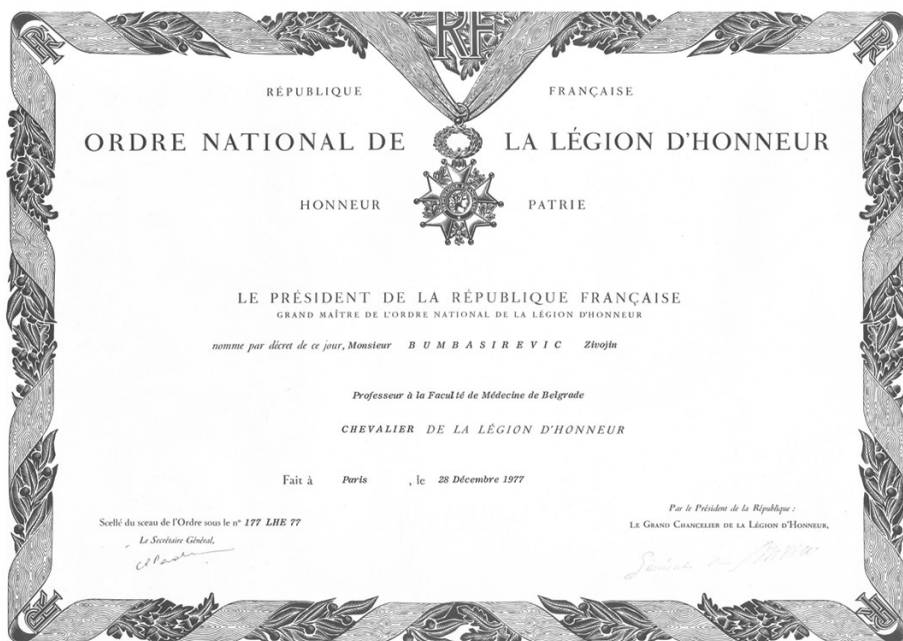 RF
RÉPUBLIQUE FRANÇAISE
ORDRE NATIONAL DE LA LÉGION D'HONNEUR
HONNEUR PATRIE
LE PRÉSIDENT DE LA RÉPUBLIQUE FRANÇAISE
GRAND MAÎTRE DE L'ORDRE NATIONAL DE LA LÉGION D'HONNEUR
nomme par décret de ce jour, Monsieur BUMBASIREVIC Zivojin
Professeur à la Faculté de Médecine de Belgrade
CHEVALIER DE LA LÉGION D'HONNEUR
Fait à Paris , le 28 Décembre 1977
Scellé du sceau de l'Ordre sous le n° 177 LHE 77
Le Secrétaire Général,
Par le Président de la République :
LE GRAND CHANCELIER DE LA LÉGION D'HONNEUR,